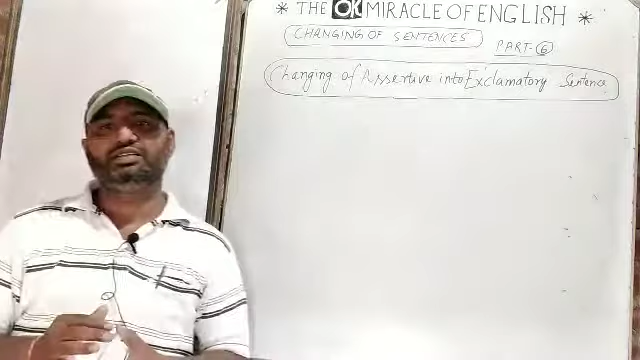 * THE OK MIRACLE OF ENGLISH *
CHANGING OF SENTENCES
PART-6
Changing of Assertive into Exclamatory Sentence